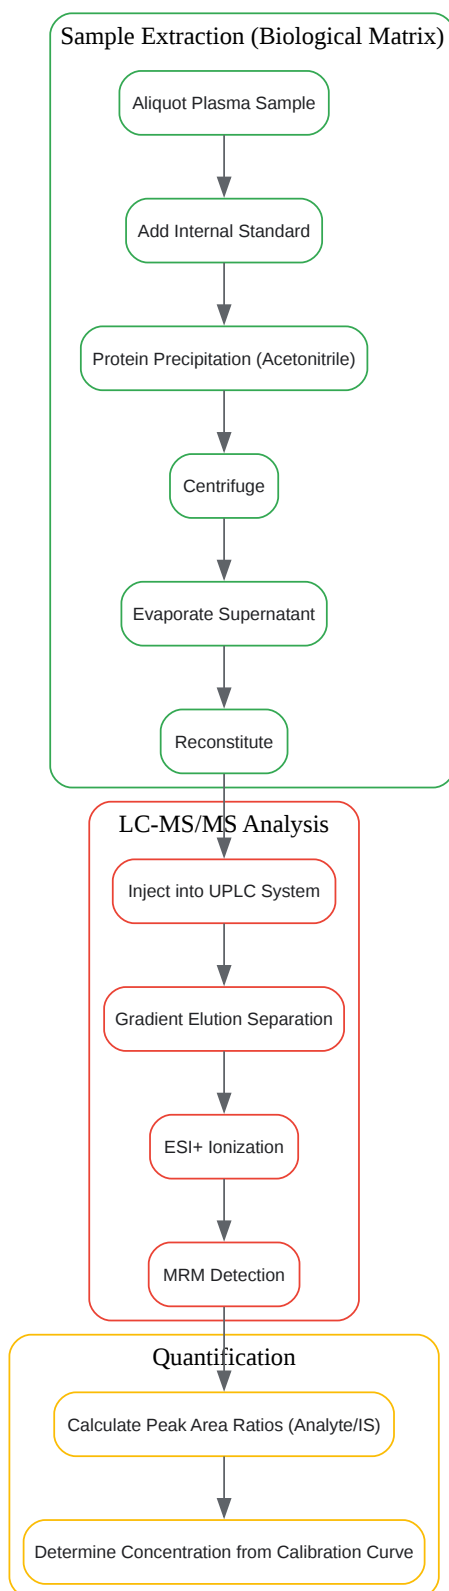 Sample Extraction (Biological Matrix)
Aliquot Plasma Sample
Add Internal Standard
Protein Precipitation (Acetonitrile)
Centrifuge
Evaporate Supernatant
Reconstitute
LC-MS/MS Analysis
Inject into UPLC System
Gradient Elution Separation
ESI+ Ionization
MRM Detection
Quantification
Calculate Peak Area Ratios (Analyte/IS)
Determine Concentration from Calibration Curve